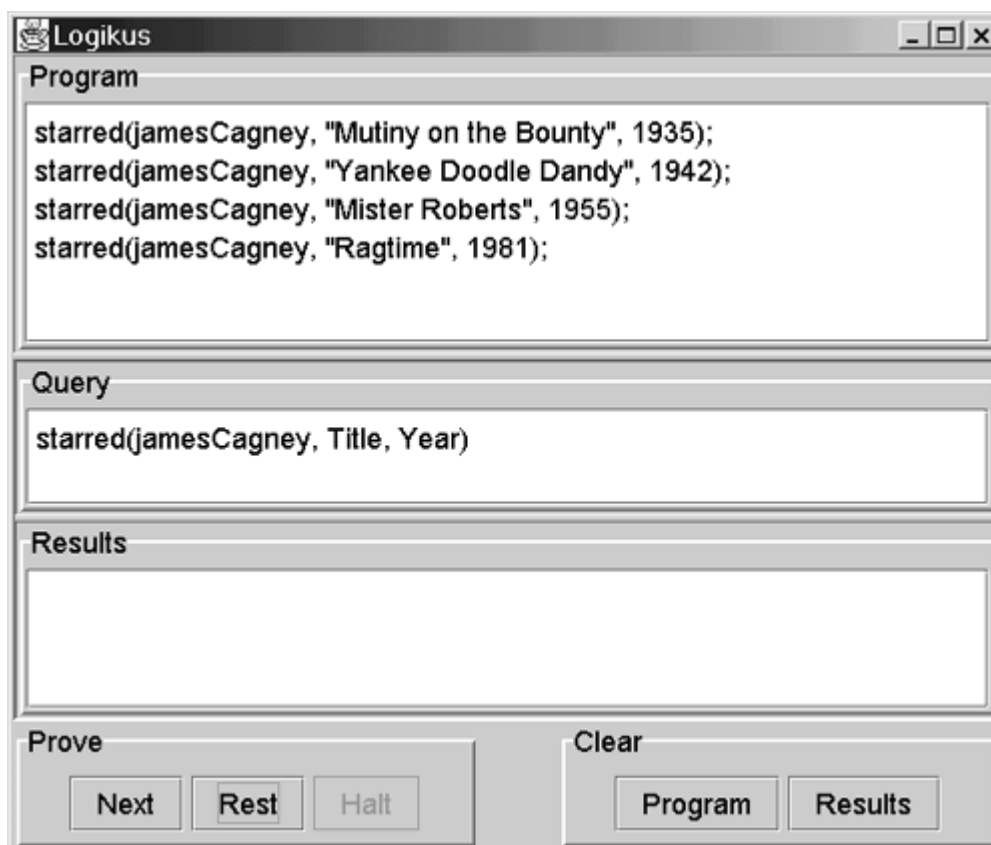 Logikus
Program
starred(jamesCagney, "Mutiny on the Bounty", 1935);
starred(jamesCagney, "Yankee Doodle Dandy", 1942);
starred(jamesCagney, "Mister Roberts", 1955);
starred(jamesCagney, "Ragtime", 1981);
Query
starred(jamesCagney, Title, Year)
Results
Prove
Next Rest Halt
Clear
Program Results